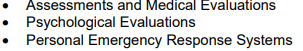 • Assessments and Medical Evaluations
• Psychological Evaluations
• Personal Emergency Response Systems